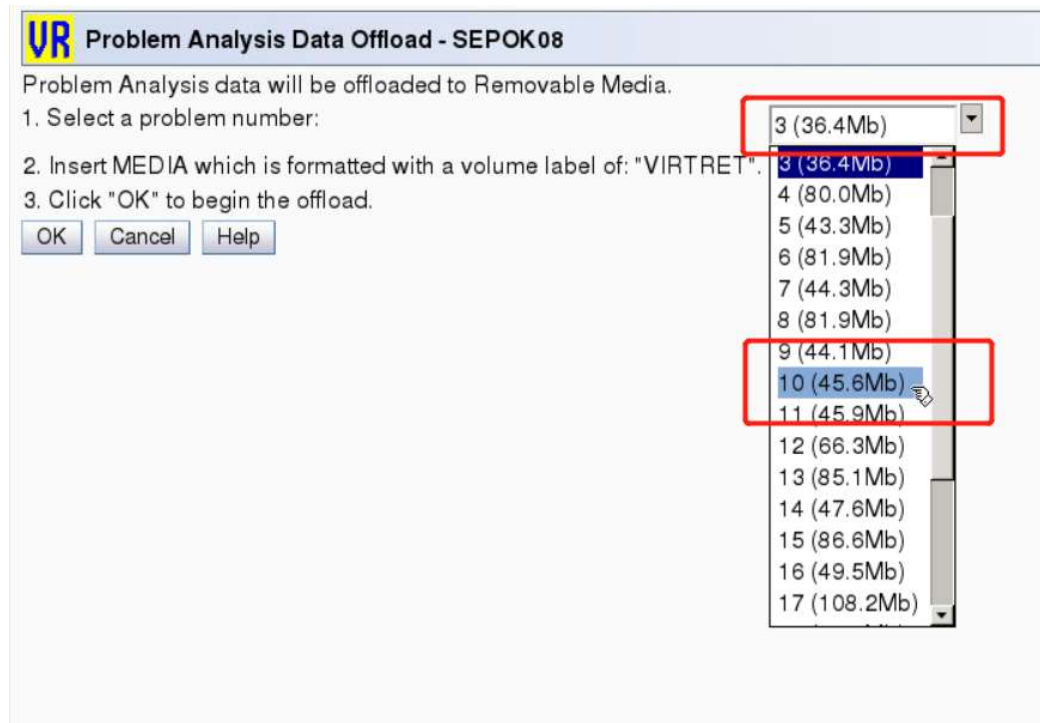 VR Problem Analysis Data Offload - SEPOK08
Problem Analysis data will be offloaded to Removable Media.
1. Select a problem number:
3 (36.4Mb)
2. Insert MEDIA which is formatted with a volume label of: "VIRTRET".
3. Click "OK" to begin the offload.
OK Cancel Help
3 (36.4Mb)
4 (80.0Mb)
5 (43.3Mb)
6 (81.9Mb)
7 (44.3Mb)
8 (81.9Mb)
9 (44.1Mb)
10 (45.6Mb)
11 (45.9Mb)
12 (66.3Mb)
13 (85.1Mb)
14 (47.6Mb)
15 (86.6Mb)
16 (49.5Mb)
17 (108.2Mb)